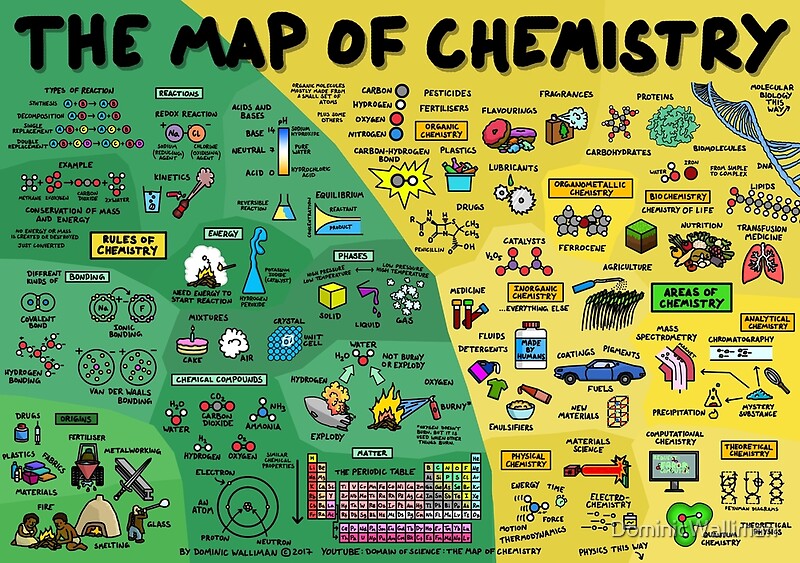 THE MAP OF CHEMISTRY
TYPES OF REACTION
SYNTHESIS A + B → A B
DECOMPOSITION A B → A + B
SINGLE
REPLACEMENT
DOUBLE
REPLACEMENT
EXAMPLE
METHANE
CARBON
DIOXIDE
2X WATER
CONSERVATION OF MASS
AND ENERGY
NO ENERGY OR MASS
IS CREATED OR DESTROYED
JUST CONVERTED
RULES OF
CHEMISTRY
REACTIONS
REDOX REACTION
Na Cl
SODIUM
(REDUCING)
AGENT
CHLORINE
(OXIDISING)
AGENT
KINETICS
ACIDS AND
BASES
pH
BASE 14
SODIUM
HYDROXIDE
NEUTRAL 7
PURE
WATER
ACID 0
HYDROCHLORIC
ACID
EQUILIBRIUM
REVERSIBLE
REACTION
CONCENTRATION
REACTANT
PRODUCT
ENERGY
NEED ENERGY TO
START REACTION
POTASSIUM
IODIDE
(CATALYST)
HYDROGEN
PEROXIDE
PHASES
HIGH PRESSURE
LOW TEMPERATURE
LOW PRESSURE
HIGH TEMPERATURE
SOLID
LIQUID
GAS
DIFFERENT
KINDS OF
BONDING
COVALENT
BOND
Na F
IONIC
BONDING
HYDROGEN
BONDING
VAN DER WAALS
BONDING
MIXTURES
CAKE
AIR
CRYSTAL
UNIT
CELL
CHEMICAL COMPOUNDS
H₂O
WATER
CO₂
CARBON
DIOXIDE
NH₃
AMMONIA
H₂
HYDROGEN
O₂
OXYGEN
SIMILAR
CHEMICAL
PROPERTIES
WATER
H₂O
NOT BURNY
OR EXPLODY
HYDROGEN
EXPLODY
OXYGEN
BURNY*
*OXYGEN DOESN'T
BURN, BUT IT IS
USED WHEN OTHER
THINGS BURN.
ORIGINS
DRUGS
PLASTICS
FABRICS
MATERIALS
FERTILISER
METALWORKING
FIRE
SMELTING
GLASS
ELECTRON
AN
ATOM
PROTON
NEUTRON
MATTER
THE PERIODIC TABLE
BY DOMINIC WALLIMAN © 2017 YOUTUBE: DOMAIN OF SCIENCE: THE MAP OF CHEMISTRY
ORGANIC MOLECULES
MOSTLY MADE FROM
A SMALL SET OF
ATOMS
PLUS SOME
OTHERS
CARBON
HYDROGEN
OXYGEN
NITROGEN
CARBON-HYDROGEN
BOND
PESTICIDES
FERTILISERS
ORGANIC
CHEMISTRY
PLASTICS
FLAVOURINGS
FRAGRANCES
LUBRICANTS
DRUGS
PENICILLIN
PROTEINS
CARBOHYDRATES
BIOMOLECULES
MOLECULAR
BIOLOGY
THIS
WAY
DNA
WATER
IRON
FROM SIMPLE
TO COMPLEX
LIPIDS
BIOCHEMISTRY
CHEMISTRY OF LIFE
NUTRITION
TRANSFUSION
MEDICINE
ORGANOMETALLIC
CHEMISTRY
FERROCENE
CATALYSTS
V₂O₅
AGRICULTURE
AREAS OF
CHEMISTRY
INORGANIC
CHEMISTRY
...EVERYTHING ELSE
MEDICINE
FLUIDS
DETERGENTS
MADE
BY
HUMANS
COATINGS
PIGMENTS
FUELS
EMULSIFIERS
NEW
MATERIALS
ANALYTICAL
CHEMISTRY
MASS
SPECTROMETRY
MAGNET
CHROMATOGRAPHY
PRECIPITATION
MYSTERY
SUBSTANCE
PHYSICAL
CHEMISTRY
MATERIALS
SCIENCE
ENERGY
TIME
FORCE
MOTION
THERMODYNAMICS
ELECTRO-
CHEMISTRY
PHYSICS THIS WAY
COMPUTATIONAL
CHEMISTRY
ERROR
THEORETICAL
CHEMISTRY
FEYNMAN DIAGRAMS
QUANTUM
CHEMISTRY
THEORETICAL
PHYSICS
DominicWalliman